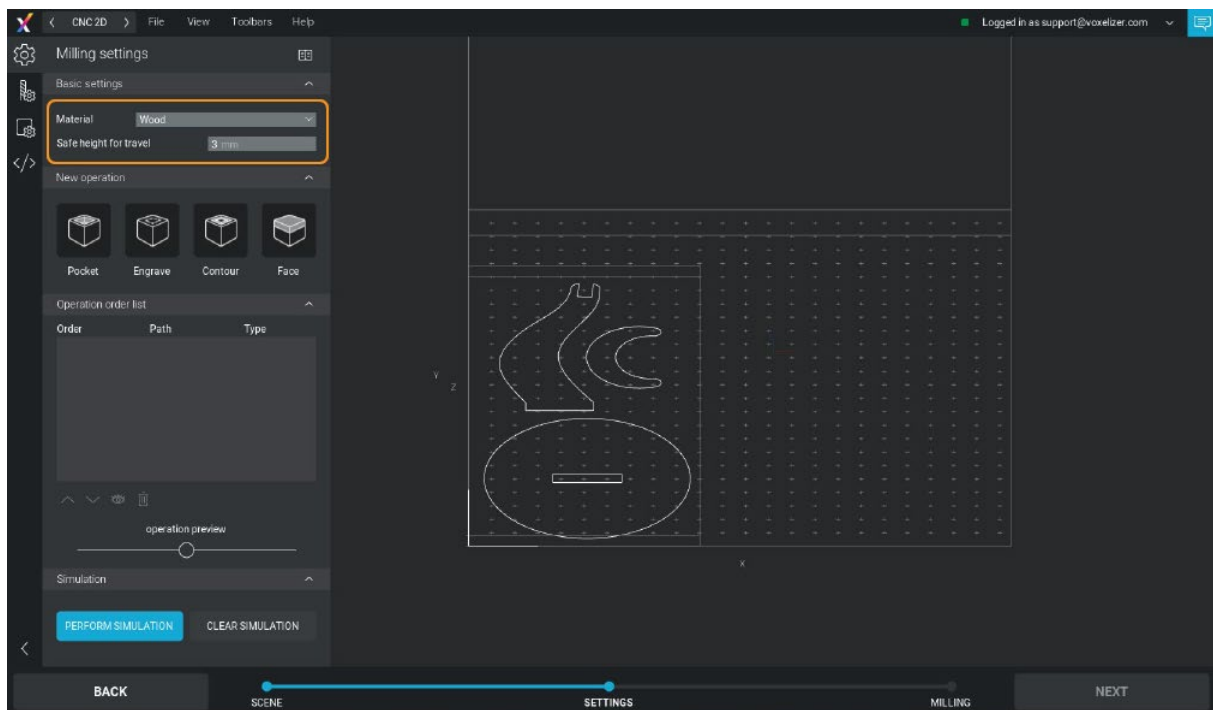 CNC 2D File View Toolbars Help Logged in as support@voxelizer.com
Milling settings
Basic settings
Material Wood
Safe height for travel 3 mm
New operation
Pocket Engrave Contour Face
Operation order list
Order Path Type
operation preview
Simulation
PERFORM SIMULATION CLEAR SIMULATION
Y
Z
X
BACK SCENE SETTINGS MILLING NEXT